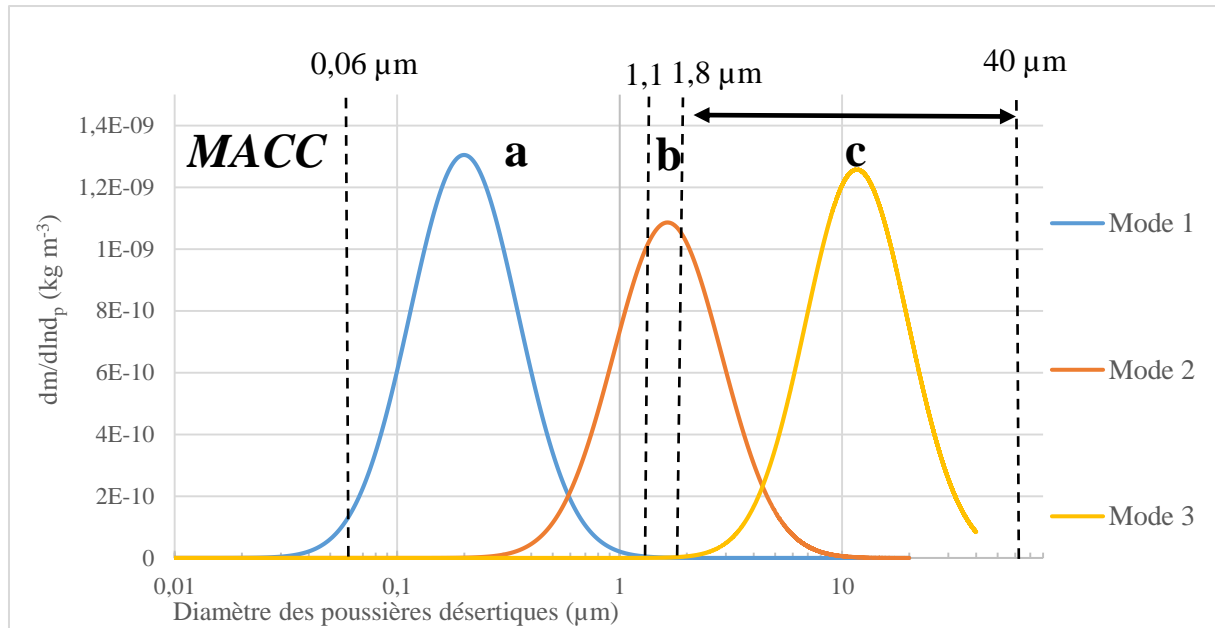 0,06 µm
1,1
1,8 µm
40 µm
MACC
a
b
c
dm/dlndp (kg m-3)
1,4E-09
1,2E-09
1E-09
8E-10
6E-10
4E-10
2E-10
0
0,01
0,1
1
10
Diamètre des poussières désertiques (µm)
Mode 1
Mode 2
Mode 3